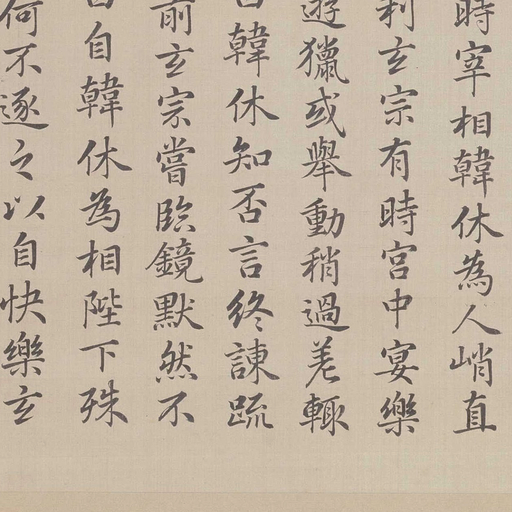 時宰相韓休為人峭直
利玄宗有時宮中宴樂
遊獵或舉動稍過差輒
韓休知否言終諫疏
前玄宗嘗臨鏡默然不
自韓休為相陛下殊
何不逐之以自快樂玄